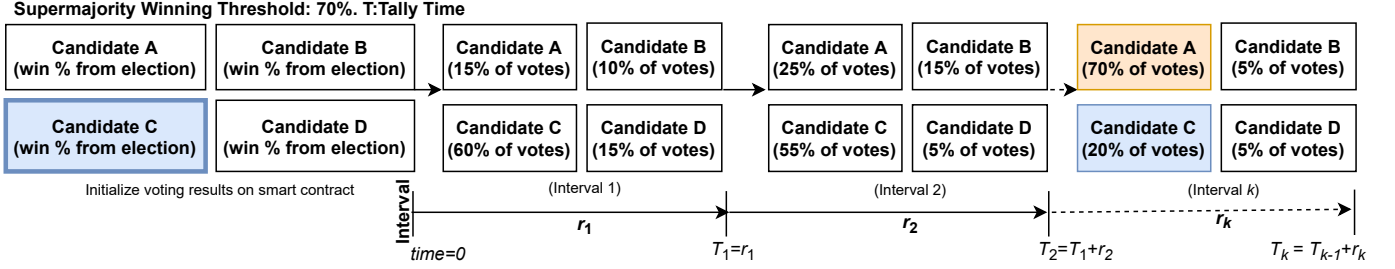 Supermajority Winning Threshold: 70%. T:Tally Time
Candidate A
(win % from election)
Candidate B
(win % from election)
Candidate C
(win % from election)
Candidate D
(win % from election)
Initialize voting results on smart contract
Interval
Candidate A
(15% of votes)
Candidate B
(10% of votes)
Candidate C
(60% of votes)
Candidate D
(15% of votes)
(Interval 1)
Candidate A
(25% of votes)
Candidate B
(15% of votes)
Candidate C
(55% of votes)
Candidate D
(5% of votes)
(Interval 2)
Candidate A
(70% of votes)
Candidate B
(5% of votes)
Candidate C
(20% of votes)
Candidate D
(5% of votes)
(Interval k)
r1
r2
rk
time=0
T1=r1
T2=T1+r2
Tk = Tk-1+rk